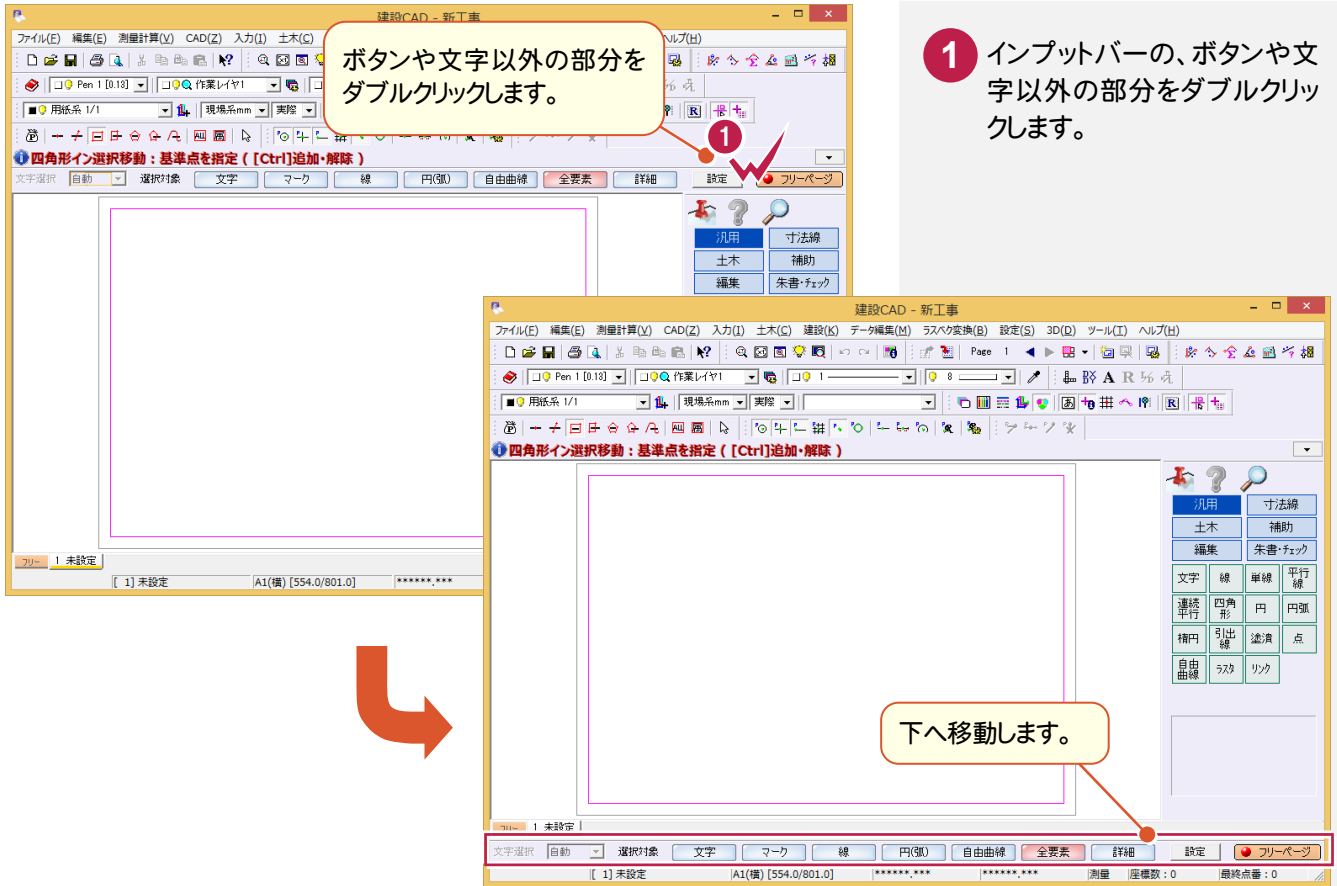 建設CAD - 新工事
ファイル(F) 編集(E) 測量計算(V) CAD(Z) 入力(I) 土木(C)
ヘルプ(H)
ボタンや文字以外の部分を
ダブルクリックします。
Pen 1 [0.13] 作業レイヤ1
用紙系 1/1 現場系mm 実際
1
四角形イン選択移動：基準点を指定 ( [Ctrl]追加・解除 )
文字選択 自動 選択対象 文字 マーク 線 円(弧) 自由曲線 全要素 詳細 設定 フリーページ
汎用 寸法線
土木 補助
編集 朱書・チェック
フリー 1 未設定
[ 1] 未設定 A1(横) [554.0/801.0] ******.***
1 インプットバーの、ボタンや文
字以外の部分をダブルクリッ
クします。
建設CAD - 新工事
ファイル(F) 編集(E) 測量計算(V) CAD(Z) 入力(I) 土木(C) 建設(K) データ編集(M) ラスベク変換(B) 設定(S) 3D(D) ツール(T) ヘルプ(H)
Page 1
Pen 1 [0.13] 作業レイヤ1 1 8
用紙系 1/1 現場系mm 実際
四角形イン選択移動：基準点を指定 ( [Ctrl]追加・解除 )
汎用 寸法線
土木 補助
編集 朱書・チェック
文字 線 単線 平行線
連続平行 四角形 円 円弧
楕円 引出線 塗潰 点
自由曲線 ラスタ リンク
下へ移動します。
フリー 1 未設定
文字選択 自動 選択対象 文字 マーク 線 円(弧) 自由曲線 全要素 詳細 設定 フリーページ
[ 1] 未設定 A1(横) [554.0/801.0] ******.*** ******.*** 測量 座標数：0 最終点番：0